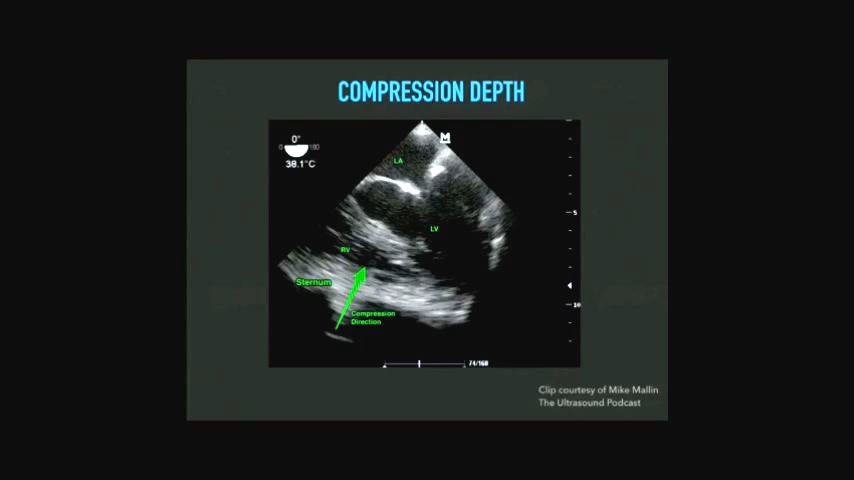 COMPRESSION DEPTH
0°
0 180
38.1°C
M
LA
LV
RV
Sternum
Compression
Direction
5
10
74/160
Clip courtesy of Mike Mallin
The Ultrasound Podcast